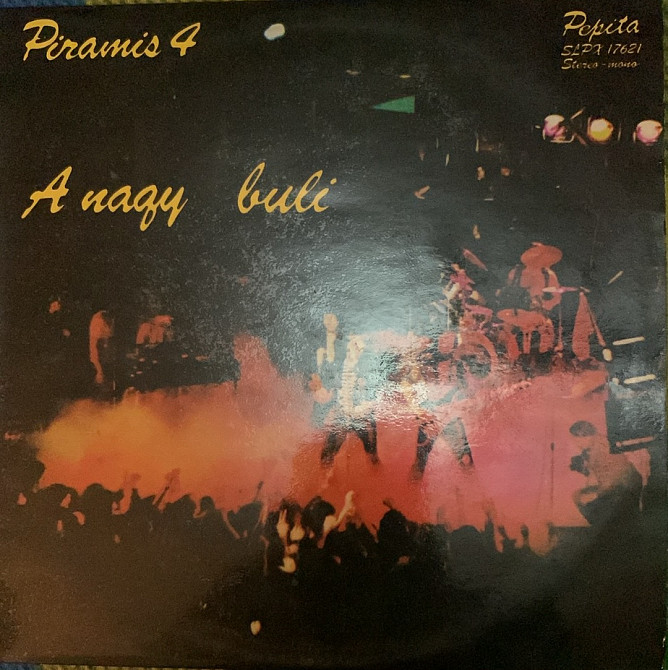 Piramis 4
Pepita
SLPX 17621
Stereo-mono
A nagy buli